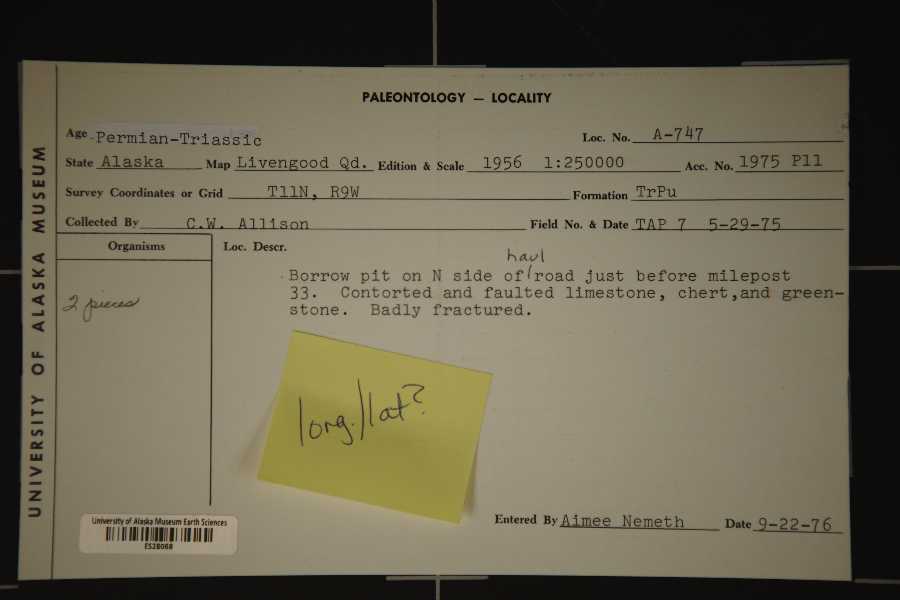 PALEONTOLOGY — LOCALITY
Age Permian-Triassic Loc. No. A-747
State Alaska Map Livengood Qd. Edition & Scale 1956 1:250000 Acc. No. 1975 P11
Survey Coordinates or Grid T11N, R9W Formation TrPu
Collected By C.W. Allison Field No. & Date TAP 7 5-29-75
Organisms Loc. Descr.
haul
Borrow pit on N side of road just before milepost
33. Contorted and faulted limestone, chert,and green-
stone. Badly fractured.
2 pieces
long./lat?
Entered By Aimee Nemeth Date 9-22-76
University of Alaska Museum Earth Sciences
ES28068
UNIVERSITY OF ALASKA MUSEUM